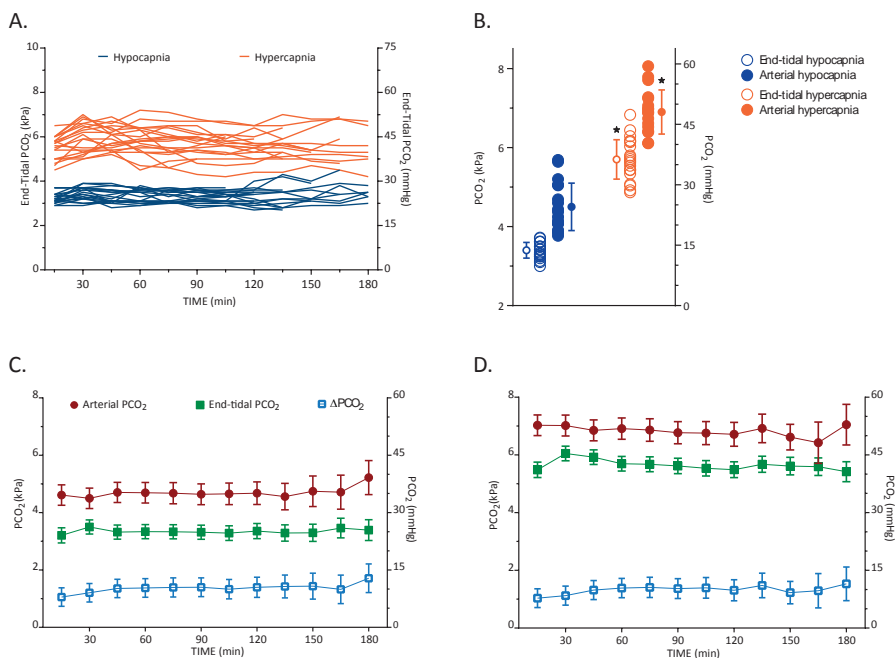 A.
10
8
6
4
2
0
End-Tidal PCO₂ (kPa)
Hypocapnia
Hypercapnia
75
60
45
30
15
0
End-Tidal PCO₂ (mmHg)
0
30
60
90
120
150
180
TIME (min)
B.
8
6
4
2
PCO₂ (kPa)
★
★
60
45
30
15
0
PCO₂ (mmHg)
End-tidal hypocapnia
Arterial hypocapnia
End-tidal hypercapnia
Arterial hypercapnia
C.
8
6
4
2
0
PCO₂(kPa)
Arterial PCO₂
End-tidal PCO₂
ΔPCO₂
60
45
30
15
0
PCO₂ (mmHg)
30
60
90
120
150
180
TIME (min)
D.
8
6
4
2
0
PCO₂(kPa)
60
45
30
15
0
PCO₂ (mmHg)
30
60
90
120
150
180
TIME (min)